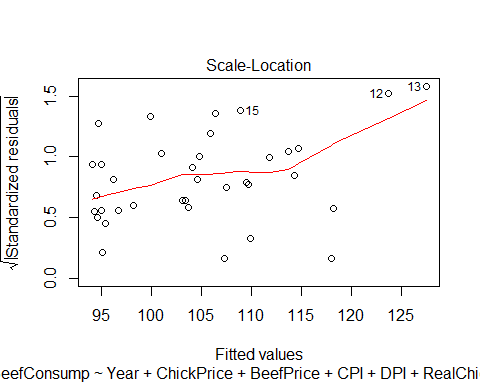 Scale-Location
√|Standardized residuals|
0.0 0.5 1.0 1.5
12
13
15
95 100 105 110 115 120 125
Fitted values
eefConsump ~ Year + ChickPrice + BeefPrice + CPI + DPI + RealChi